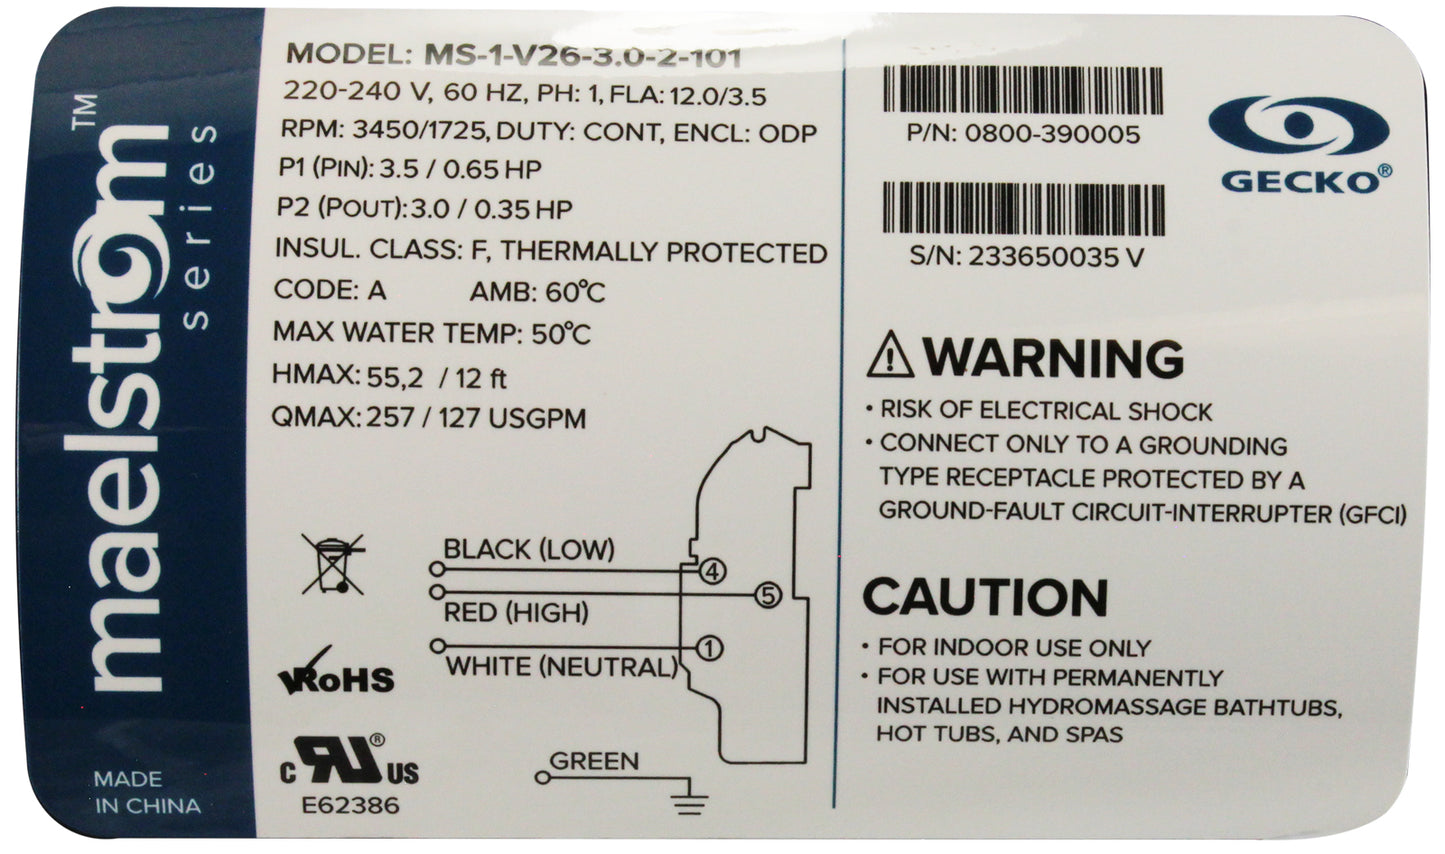 maelstrom™
series
MADE
IN CHINA
MODEL: MS-1-V26-3.0-2-101
220-240 V, 60 HZ, PH: 1, FLA: 12.0/3.5
RPM: 3450/1725, DUTY: CONT, ENCL: ODP
P1 (PIN): 3.5 / 0.65 HP
P2 (POUT): 3.0 / 0.35 HP
INSUL. CLASS: F, THERMALLY PROTECTED
CODE: A AMB: 60°C
MAX WATER TEMP: 50°C
HMAX: 55,2 / 12 ft
QMAX: 257 / 127 USGPM
BLACK (LOW)
4
5
RED (HIGH)
1
WHITE (NEUTRAL)
GREEN
RoHS
c RU® US
E62386
P/N: 0800-390005
S/N: 233650035 V
GECKO®
WARNING
• RISK OF ELECTRICAL SHOCK
• CONNECT ONLY TO A GROUNDING
TYPE RECEPTACLE PROTECTED BY A
GROUND-FAULT CIRCUIT-INTERRUPTER (GFCI)
CAUTION
• FOR INDOOR USE ONLY
• FOR USE WITH PERMANENTLY
INSTALLED HYDROMASSAGE BATHTUBS,
HOT TUBS, AND SPAS